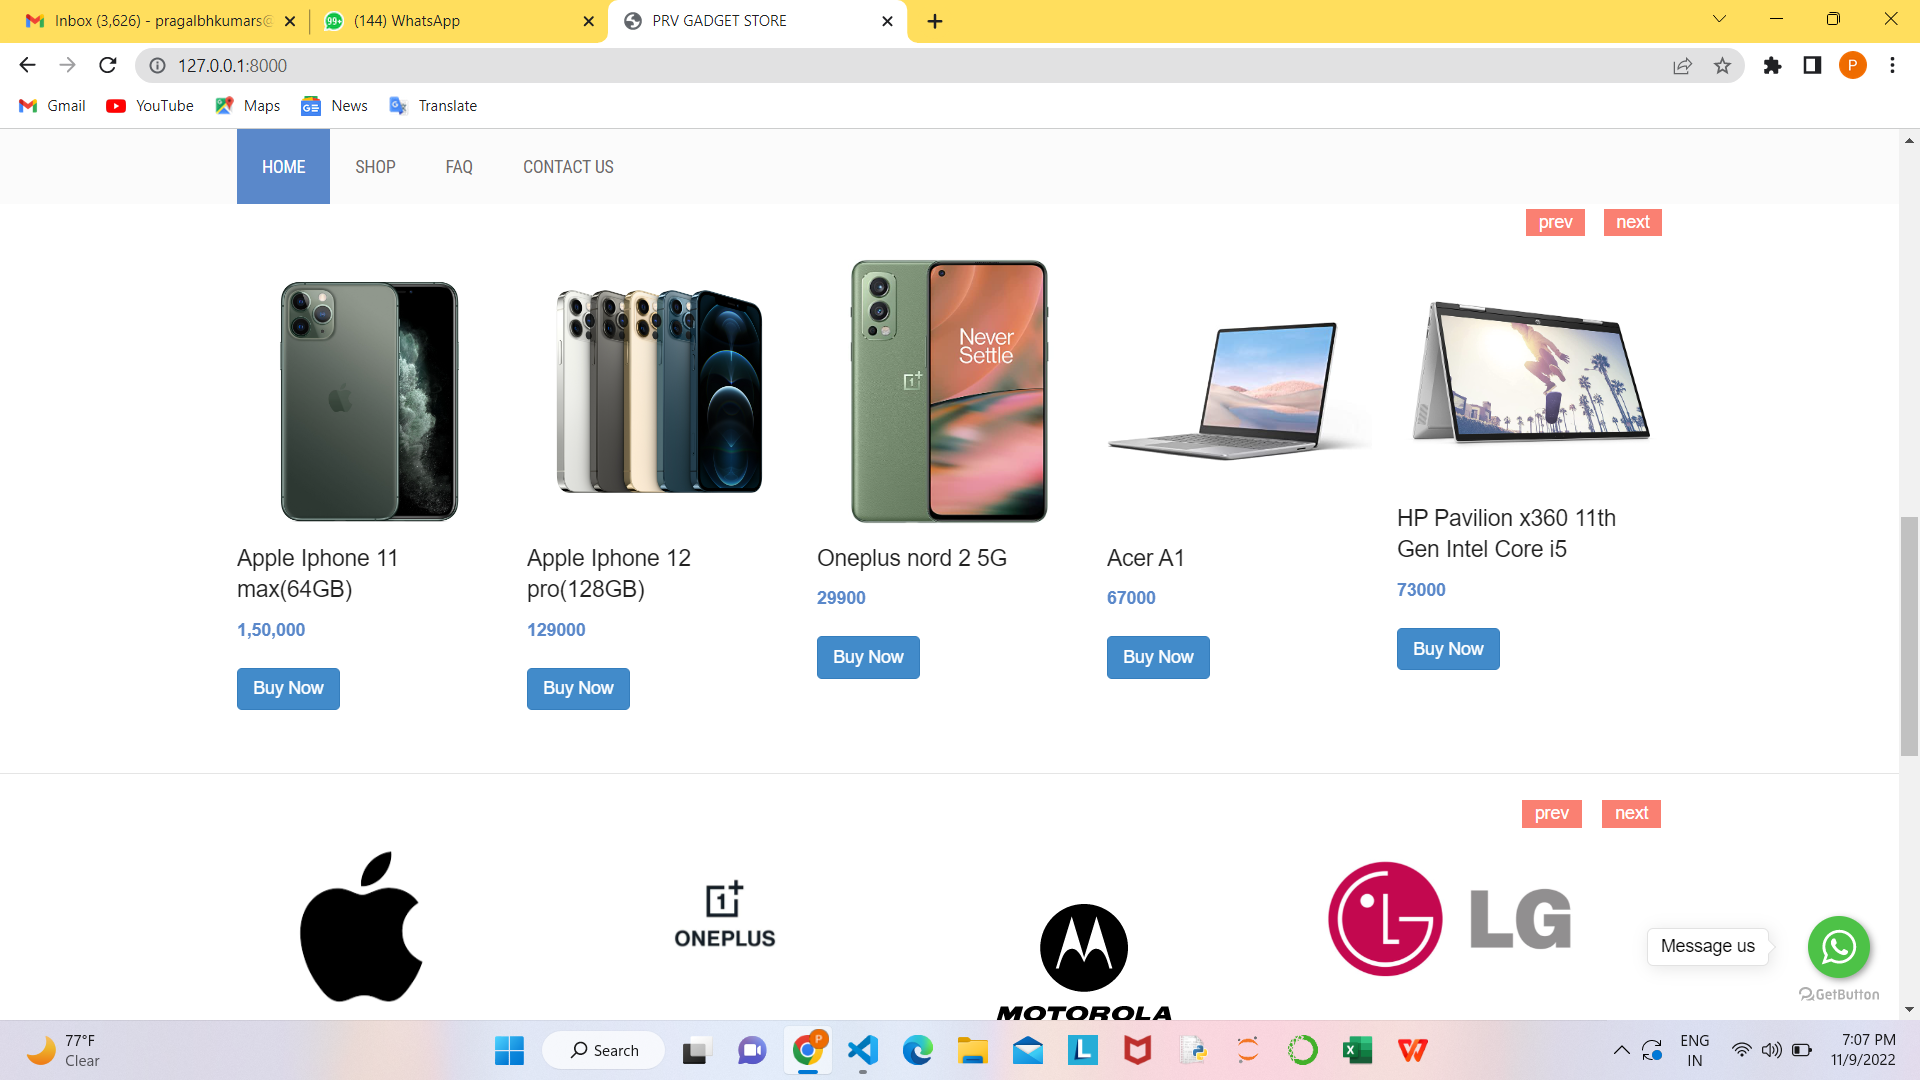 Inbox (3,626) - pragalbhkumars@
(144) WhatsApp
PRV GADGET STORE
127.0.0.1:8000
P
Gmail
YouTube
Maps
News
Translate
HOME
SHOP
FAQ
CONTACT US
prev
next
Never
Settle
Apple Iphone 11
max(64GB)
1,50,000
Buy Now
Apple Iphone 12
pro(128GB)
129000
Buy Now
Oneplus nord 2 5G
29900
Buy Now
Acer A1
67000
Buy Now
HP Pavilion x360 11th
Gen Intel Core i5
73000
Buy Now
prev
next
ONEPLUS
MOTOROLA
LG
Message us
GetButton
77°F
Clear
Search
ENG
IN
7:07 PM
11/9/2022